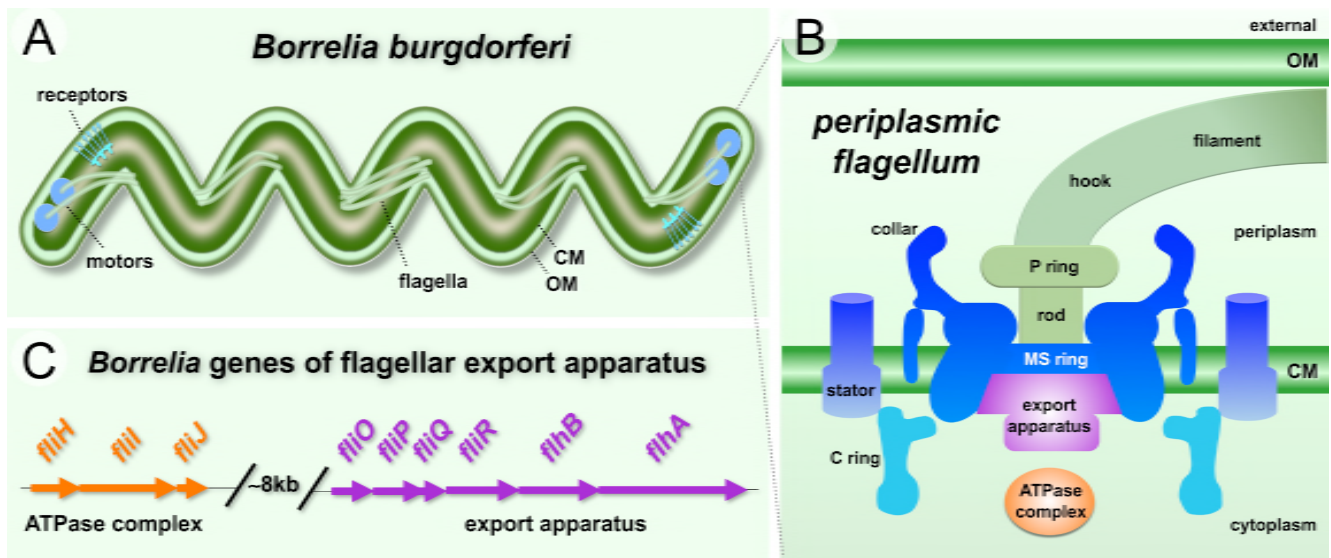 A
Borrelia burgdorferi
receptors
motors
flagella
CM
OM
B
external
OM
periplasmic
flagellum
filament
hook
collar
periplasm
P ring
rod
MS ring
CM
stator
export
apparatus
C ring
ATPase
complex
cytoplasm
C
Borrelia genes of flagellar export apparatus
fliH fliI fliJ fliO fliP fliQ fliR flhB flhA
~8kb
ATPase complex export apparatus